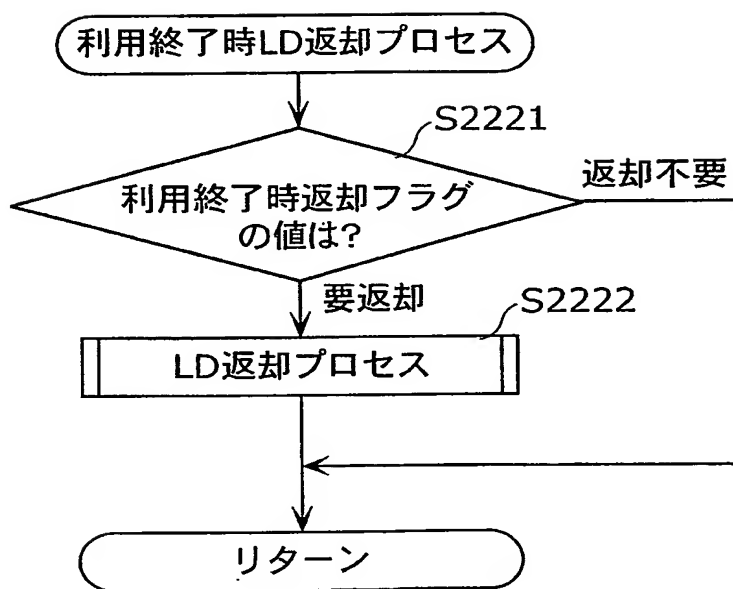 利用終了時LD返却プロセス
S2221
返却不要
利用終了時返却フラグ
の値は?
要返却
S2222
LD返却プロセス
リターン